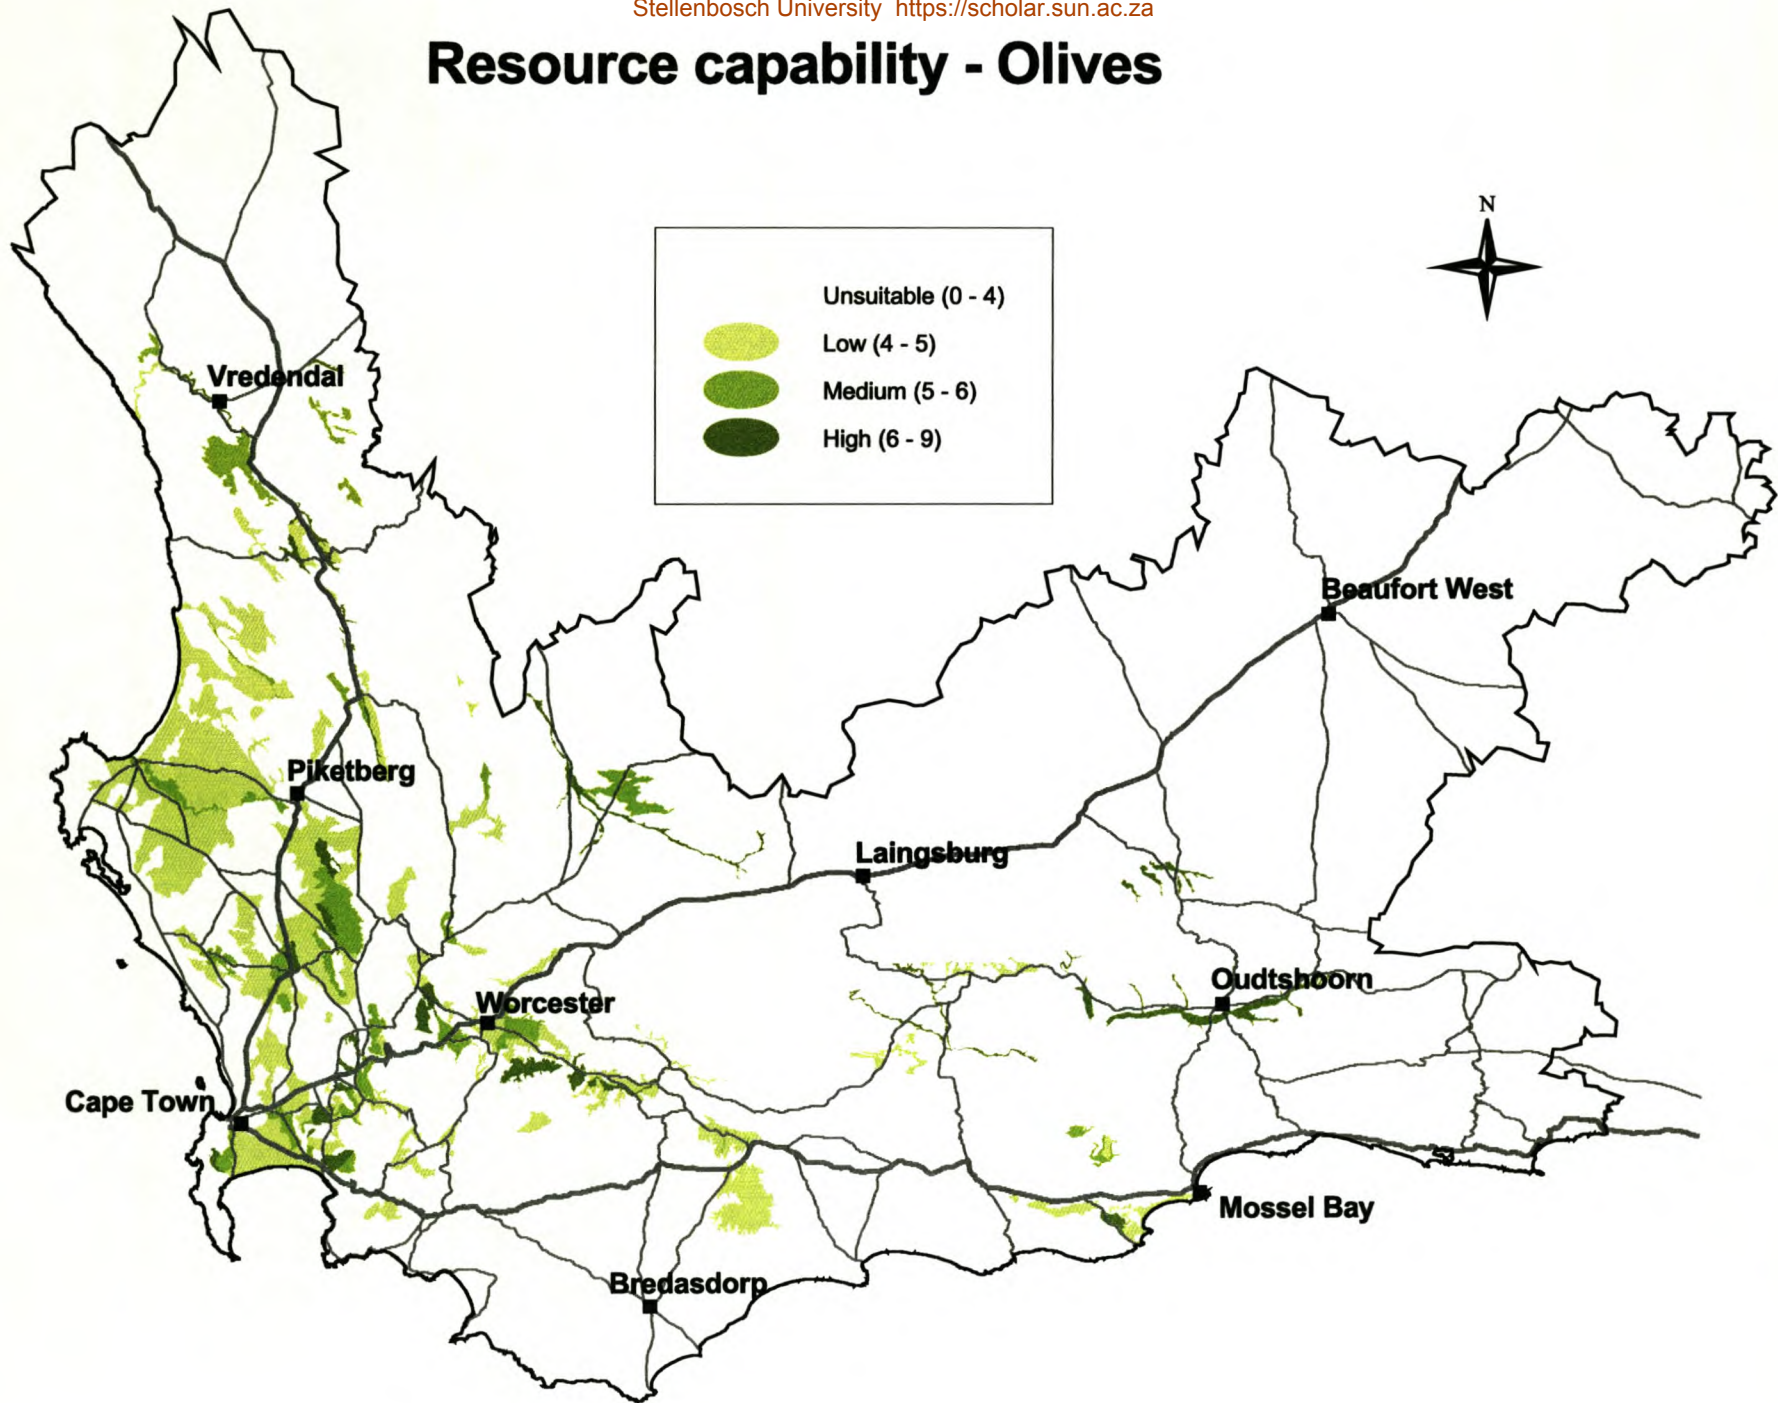 Stellenbosch University https://scholar.sun.ac.za
Resource capability - Olives
N
Unsuitable (0 - 4)
Low (4 - 5)
Medium (5 - 6)
High (6 - 9)
Vredendal
Beaufort West
Piketberg
Laingsburg
Oudtshoorn
Worcester
Cape Town
Mossel Bay
Bredasdorp